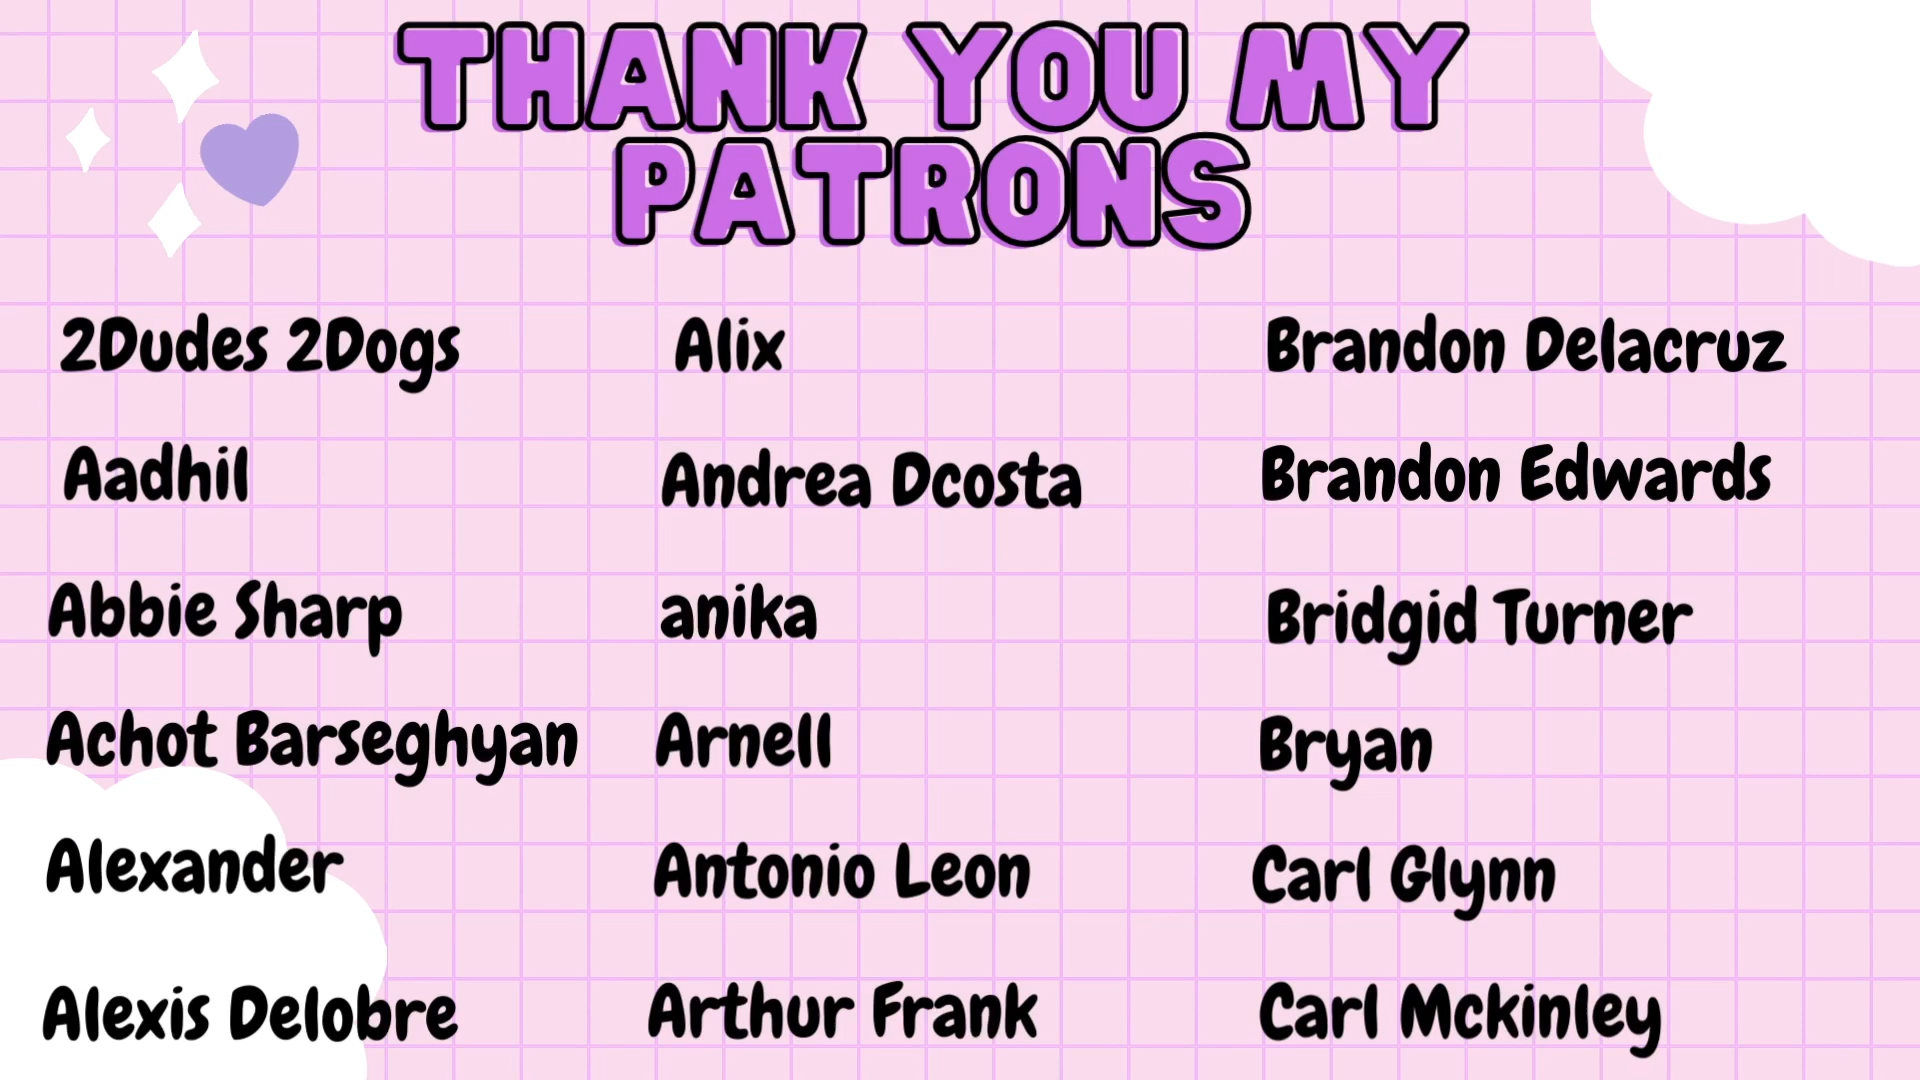 THANK YOU MY
PATRONS
2Dudes 2Dogs
Aadhil
Abbie Sharp
Achot Barseghyan
Alexander
Alexis Delobre
Alix
Andrea Dcosta
anika
Arnell
Antonio Leon
Arthur Frank
Brandon Delacruz
Brandon Edwards
Bridgid Turner
Bryan
Carl Glynn
Carl Mckinley